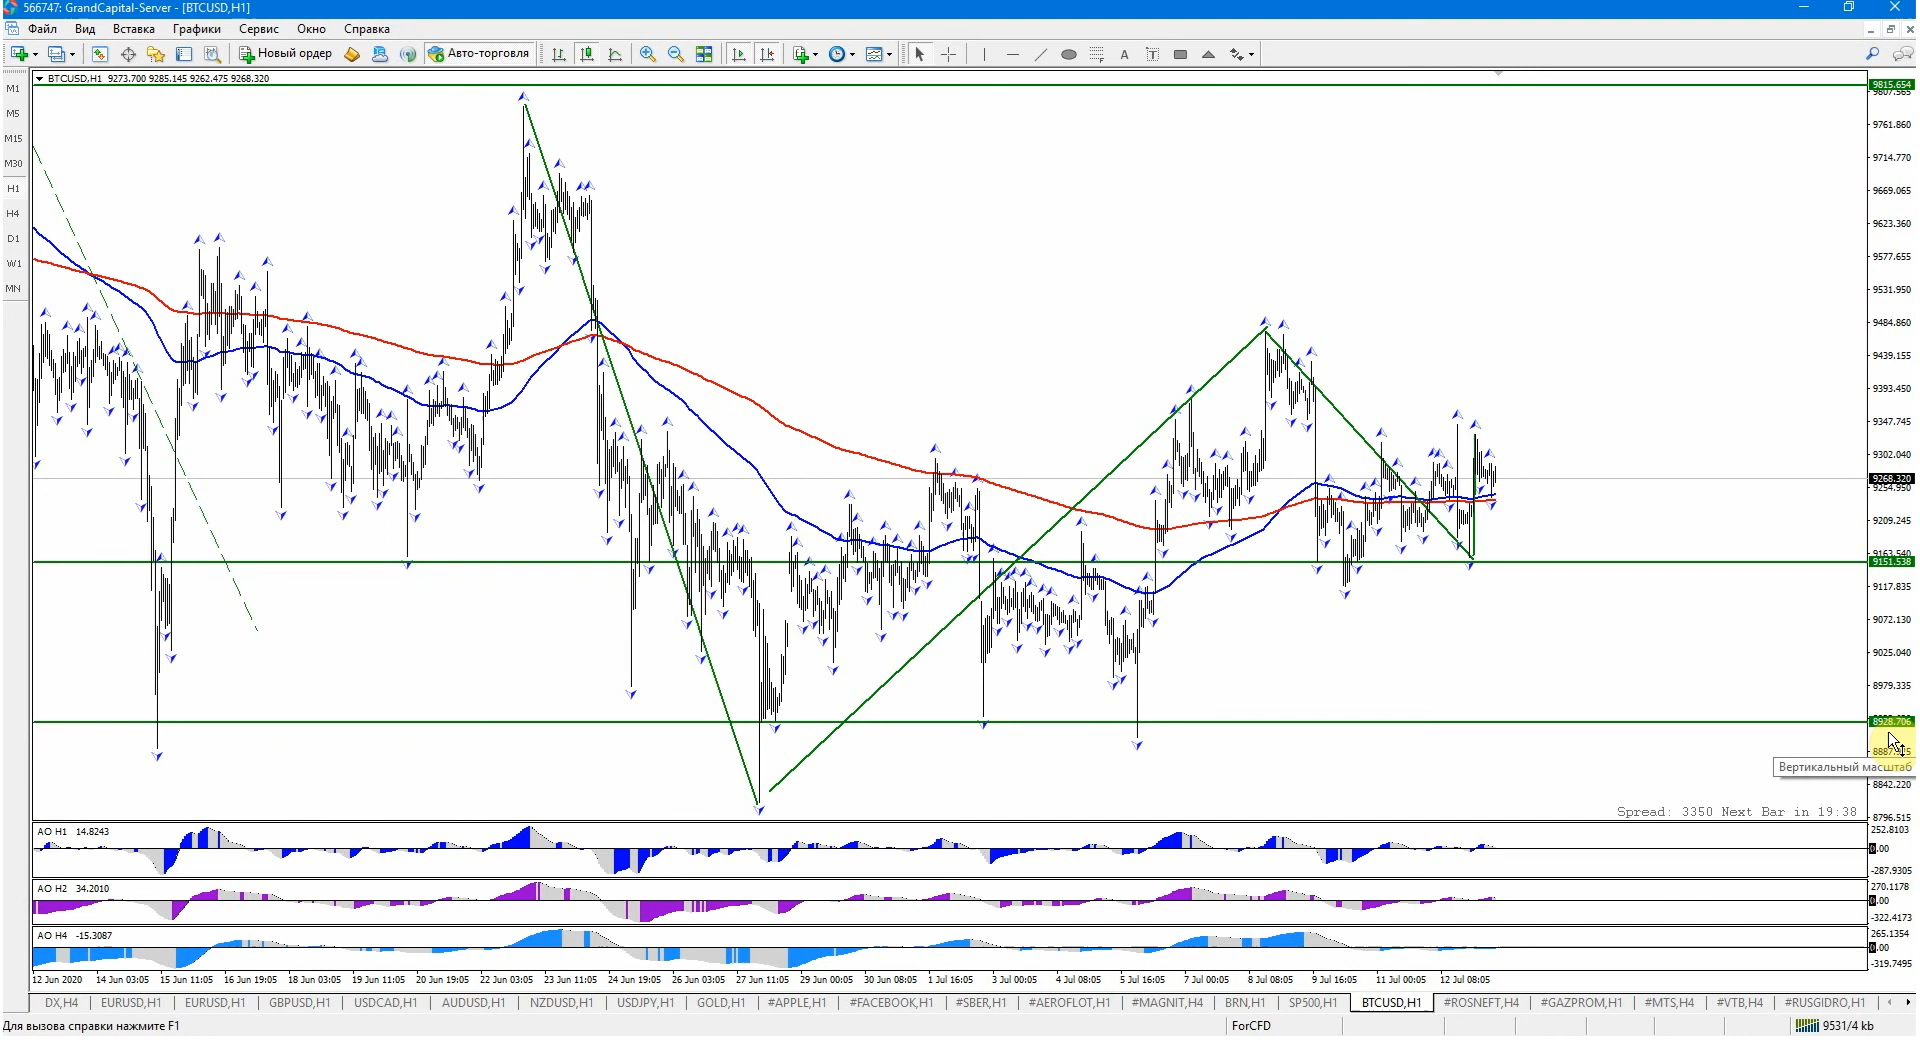 566747: GrandCapital-Server - [BTCUSD,H1]
Файл Вид Вставка Графики Сервис Окно Справка
Новый ордер Авто-торговля
M1
M5
M15
M30
H1
H4
D1
W1
MN
BTCUSD,H1 9273.700 9285.145 9262.475 9268.320
9815.654
9807.565
9761.860
9714.770
9669.065
9623.360
9577.655
9531.950
9484.860
9439.155
9393.450
9347.745
9302.040
9268.320
9254.950
9209.245
9163.540
9151.538
9117.835
9072.130
9025.040
8979.335
8928.706
Вертикальный масштаб
8842.220
8796.515
Spread: 3350 Next Bar in 19:38
AO H1 14.8243
252.8103
0.00
-287.9305
AO H2 34.2010
270.1178
0.00
-322.4173
AO H4 -15.3087
265.1354
0.00
-319.7495
12 Jun 2020 14 Jun 03:05 15 Jun 11:05 16 Jun 19:05 18 Jun 03:05 19 Jun 11:05 20 Jun 19:05 22 Jun 03:05 23 Jun 11:05 24 Jun 19:05 26 Jun 03:05 27 Jun 11:05 29 Jun 00:05 30 Jun 08:05 1 Jul 16:05 3 Jul 00:05 4 Jul 08:05 5 Jul 16:05 7 Jul 00:05 8 Jul 08:05 9 Jul 16:05 11 Jul 00:05 12 Jul 08:05
DX,H4 EURUSD,H1 EURUSD,H1 GBPUSD,H1 USDCAD,H1 AUDUSD,H1 NZDUSD,H1 USDJPY,H1 GOLD,H1 #APPLE,H1 #FACEBOOK,H1 #SBER,H1 #AEROFLOT,H1 #MAGNIT,H4 BRN,H1 SP500,H1 BTCUSD,H1 #ROSNEFT,H4 #GAZPROM,H1 #MTS,H4 #VTB,H4 #RUSGIDRO,H1
Для вызова справки нажмите F1 ForCFD 9531/4 kb